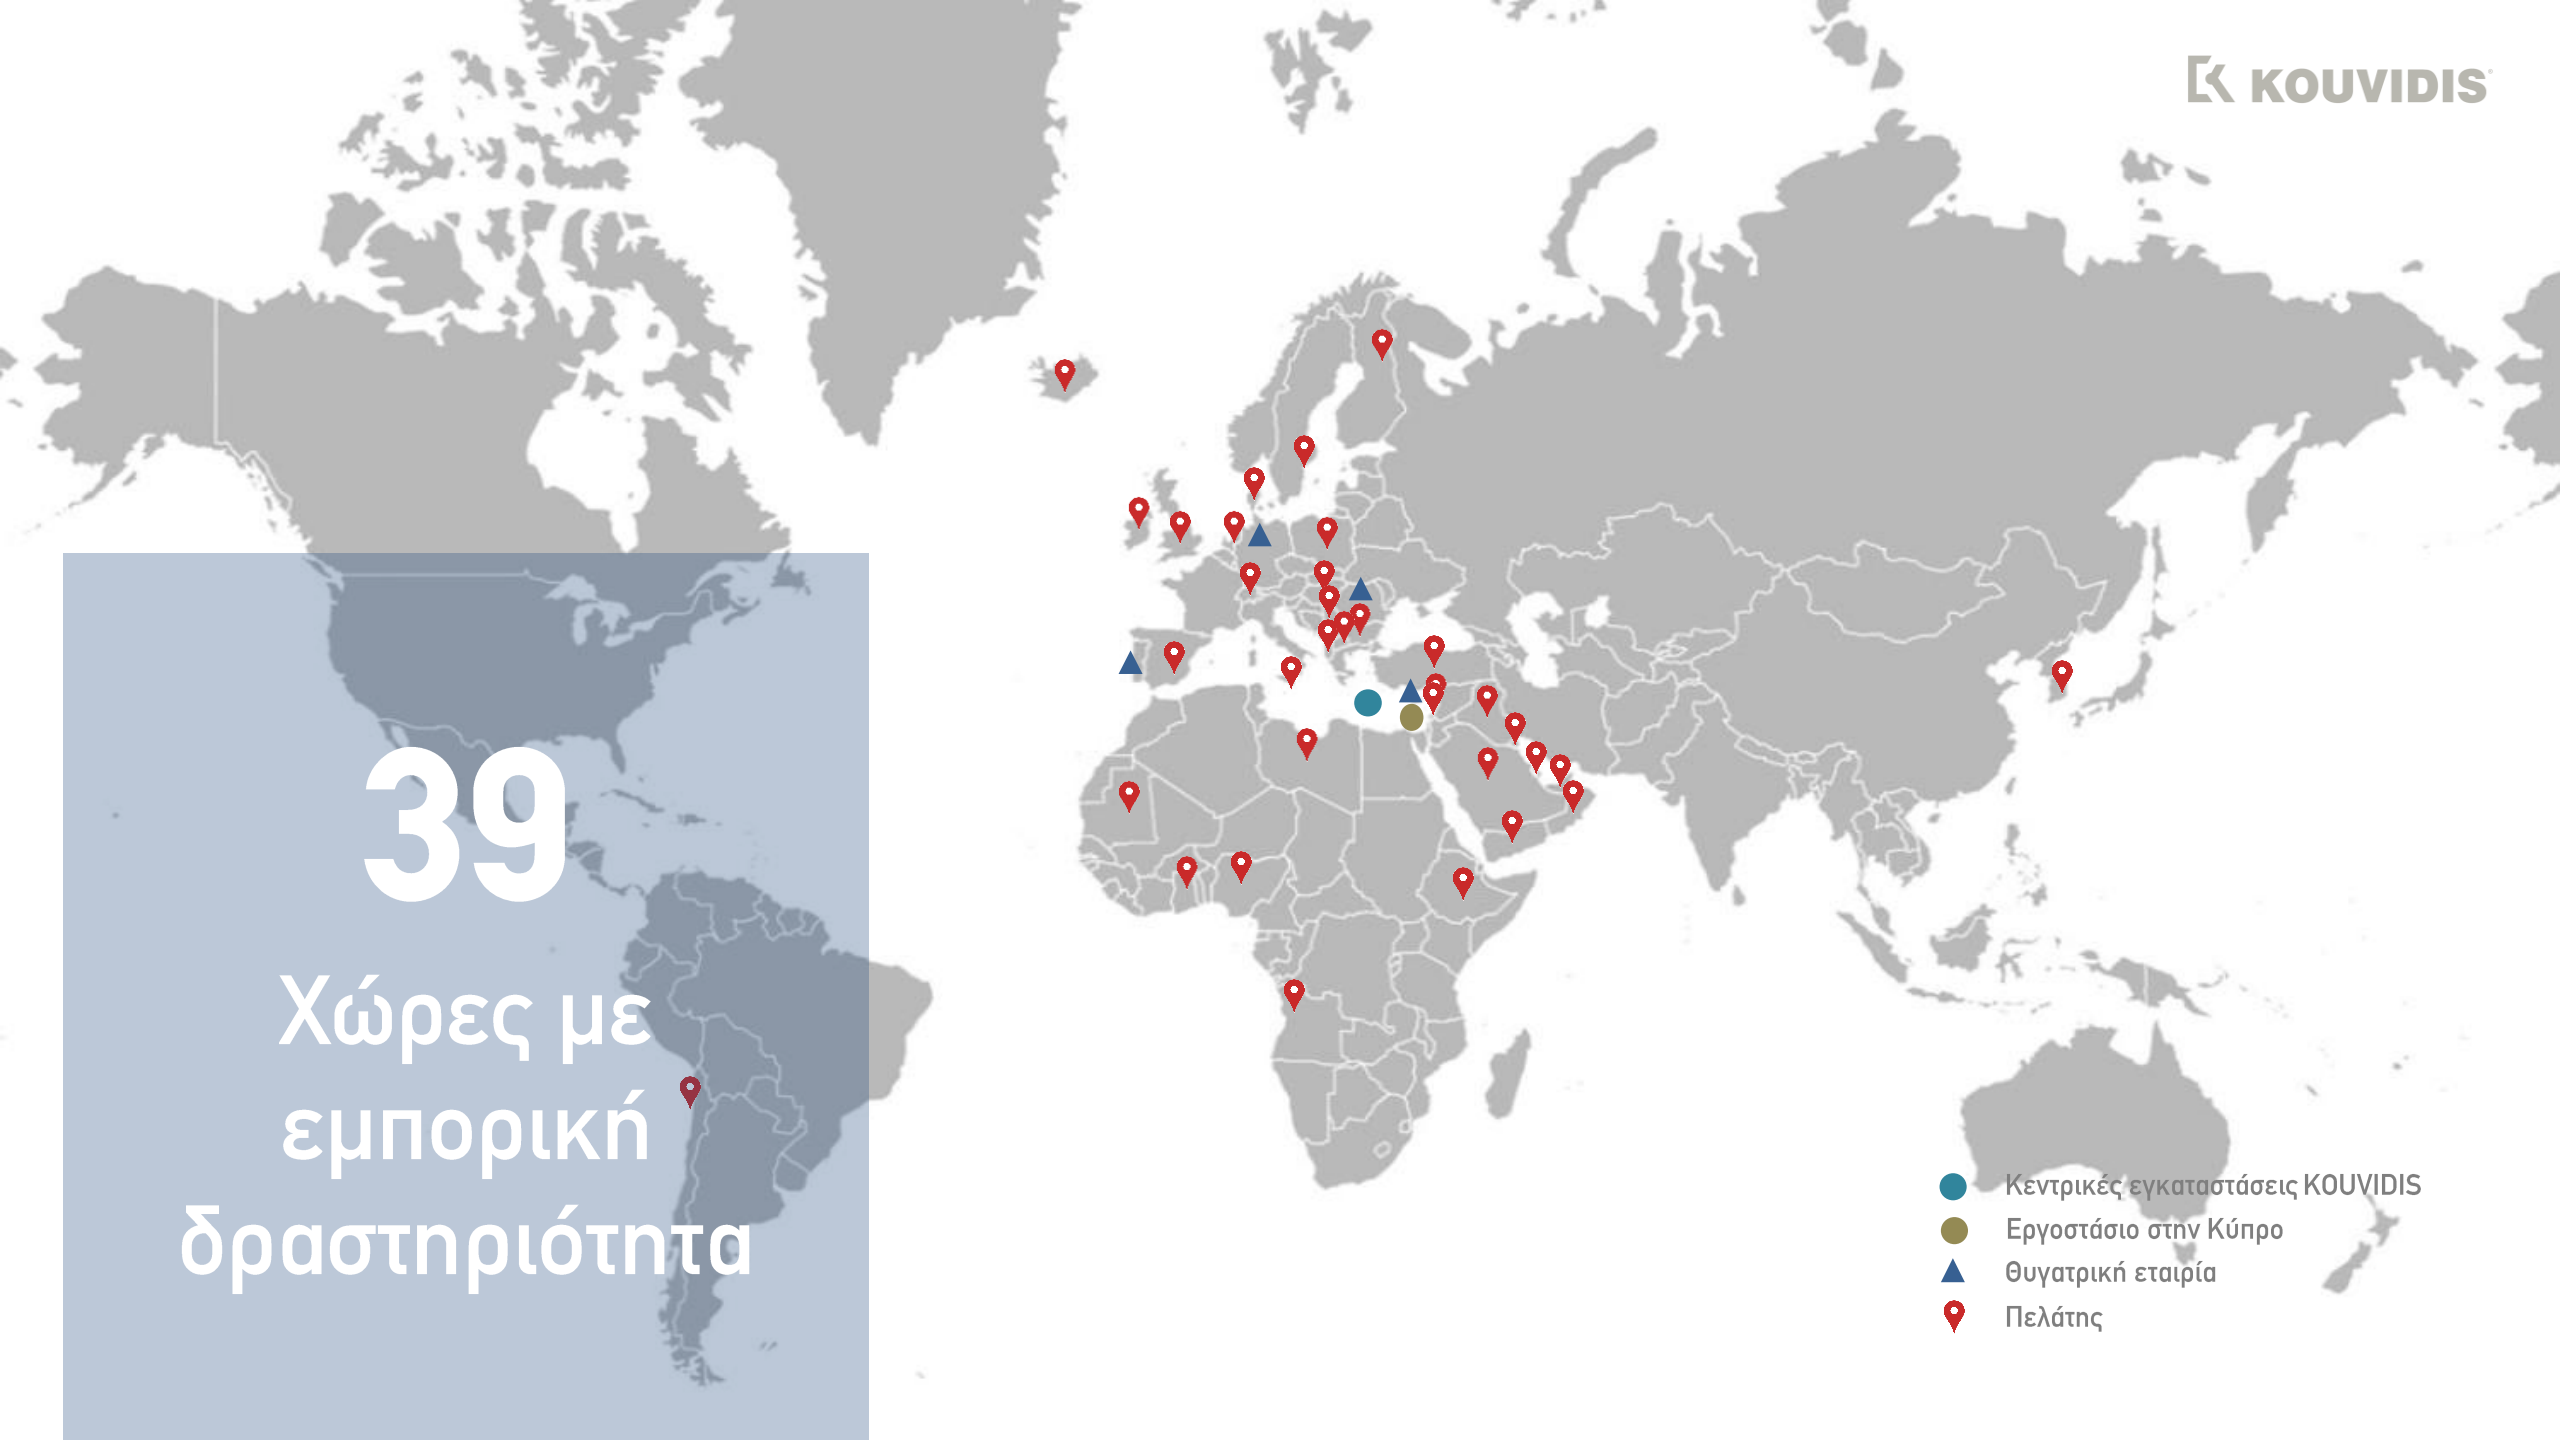 KOUVIDIS
39
Χώρες με
εμπορική
δραστηριότητα
Κεντρικές εγκαταστάσεις KOUVIDIS
Εργοστάσιο στην Κύπρο
Θυγατρική εταιρία
Πελάτης